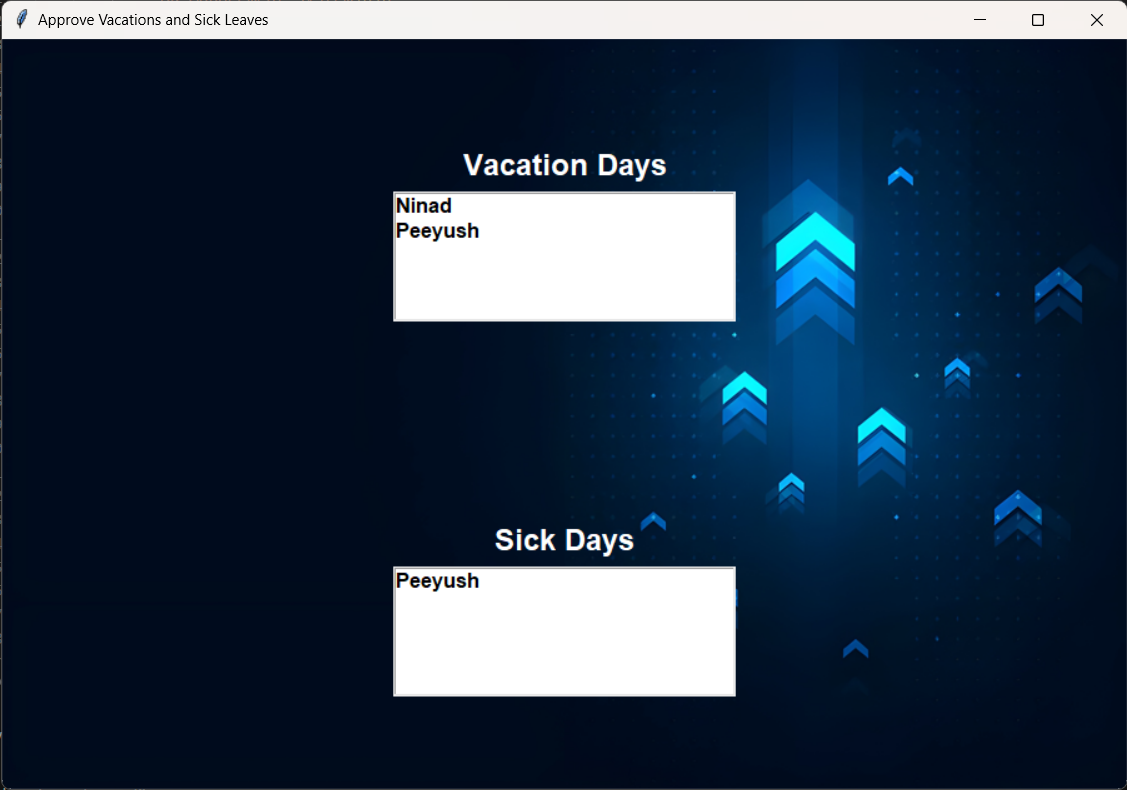 Approve Vacations and Sick Leaves
Vacation Days
Ninad
Peeyush
Sick Days
Peeyush